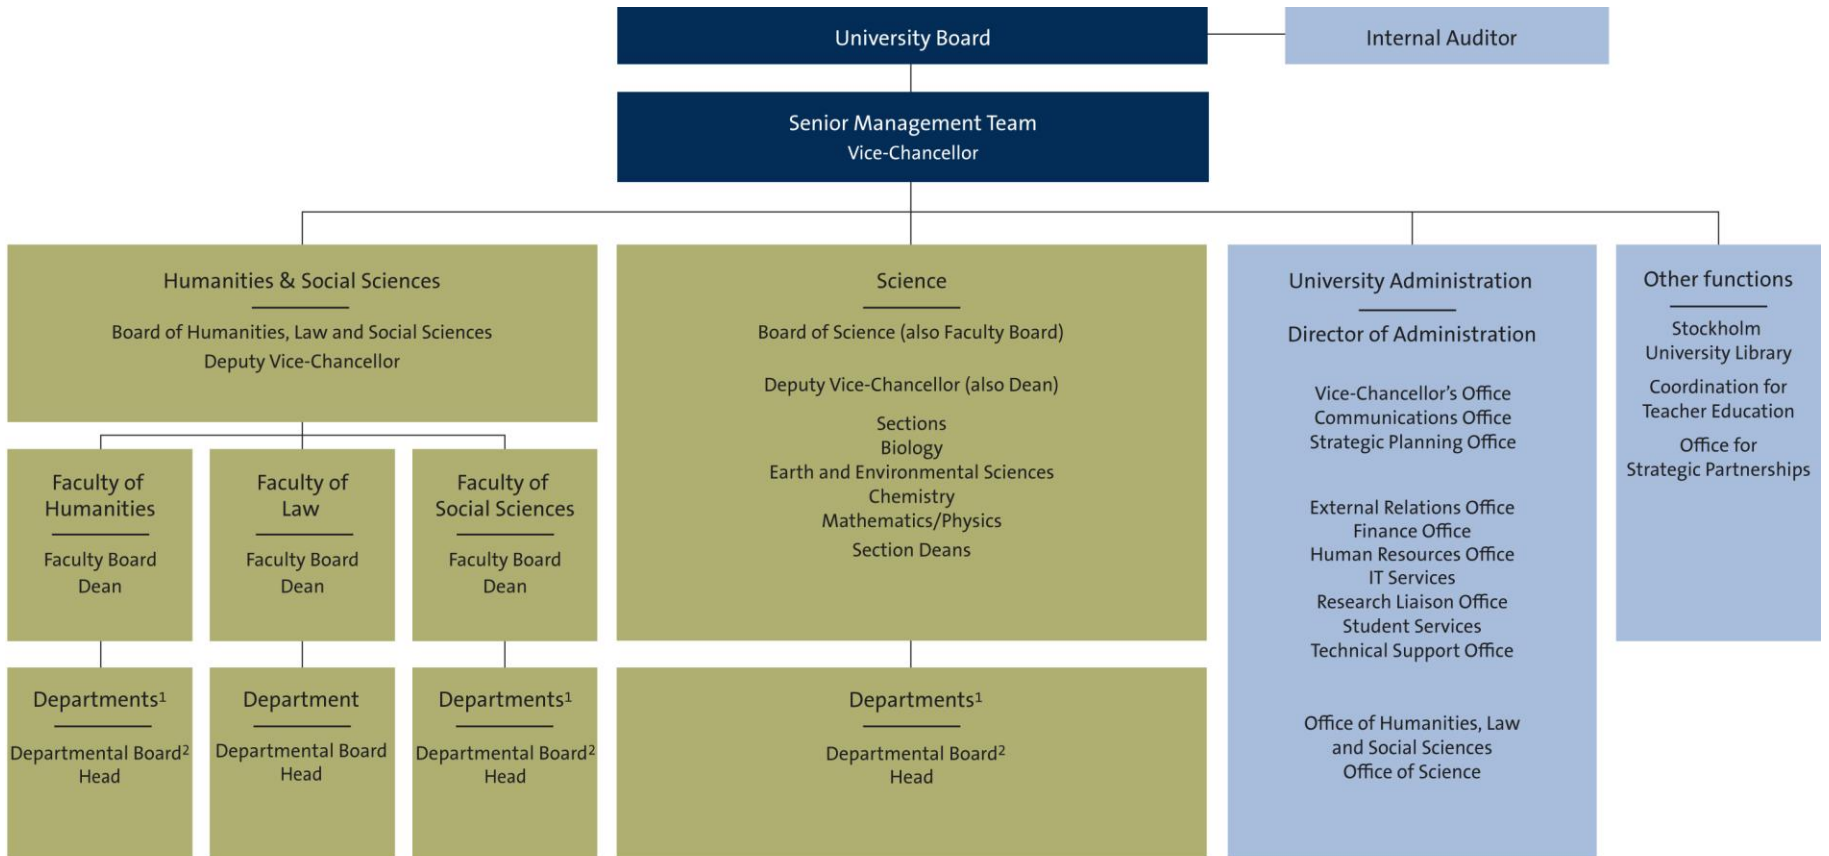 University Board
Internal Auditor
Senior Management Team
Vice-Chancellor
Humanities & Social Sciences
Board of Humanities, Law and Social Sciences
Deputy Vice-Chancellor
Science
Board of Science (also Faculty Board)
Deputy Vice-Chancellor (also Dean)
Sections
Biology
Earth and Environmental Sciences
Chemistry
Mathematics/Physics
Section Deans
University Administration
Director of Administration
Vice-Chancellor's Office
Communications Office
Strategic Planning Office
External Relations Office
Finance Office
Human Resources Office
IT Services
Research Liaison Office
Student Services
Technical Support Office
Office of Humanities, Law
and Social Sciences
Office of Science
Other functions
Stockholm
University Library
Coordination for
Teacher Education
Office for
Strategic Partnerships
Faculty of
Humanities
Faculty Board
Dean
Faculty of
Law
Faculty Board
Dean
Faculty of
Social Sciences
Faculty Board
Dean
Departments¹
Departmental Board²
Head
Department
Departmental Board
Head
Departments¹
Departmental Board²
Head
Departments¹
Departmental Board²
Head